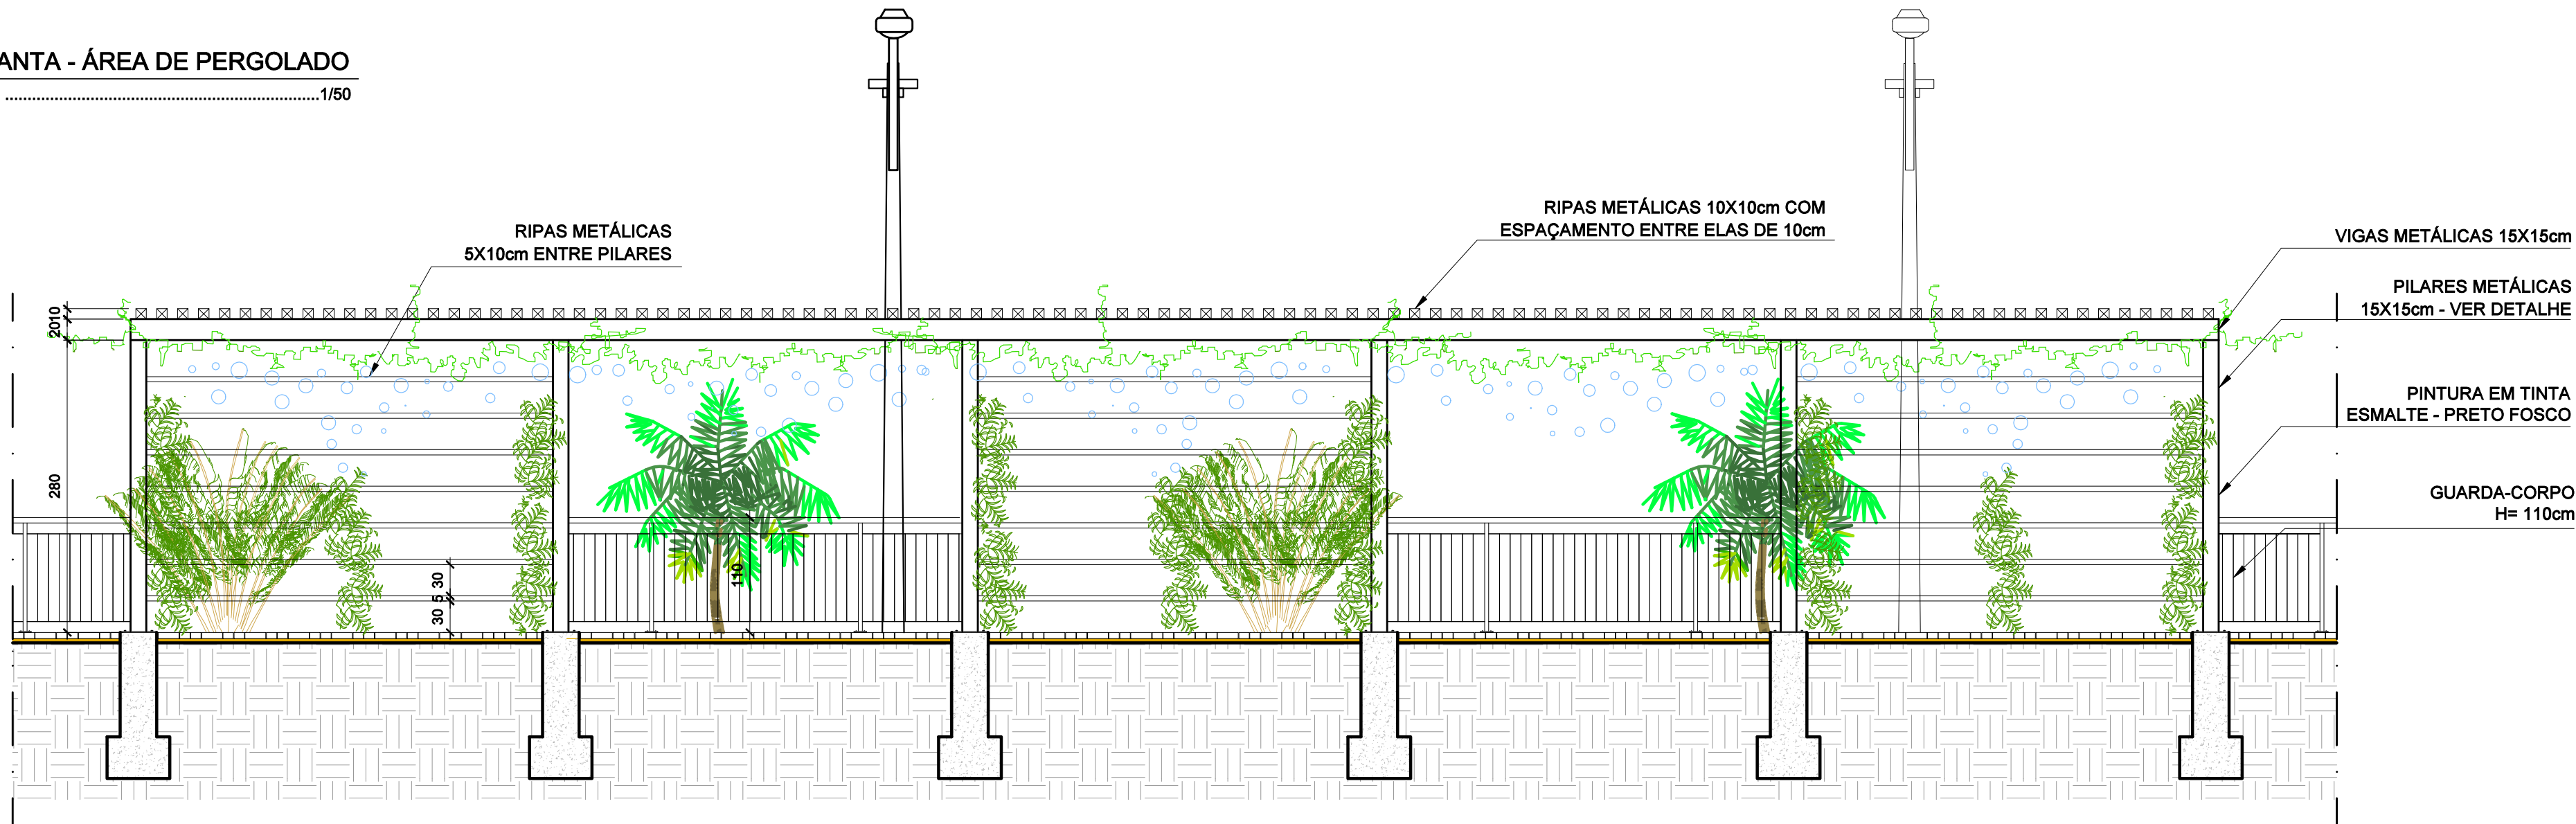 ANTA - ÁREA DE PERGOLADO
1/50
RIPAS METÁLICAS
5X10cm ENTRE PILARES
RIPAS METÁLICAS 10X10cm COM
ESPAÇAMENTO ENTRE ELAS DE 10cm
VIGAS METÁLICAS 15X15cm
PILARES METÁLICAS
15X15cm - VER DETALHE
PINTURA EM TINTA
ESMALTE - PRETO FOSCO
GUARDA-CORPO
H= 110cm
10
20
280
30
5
30
110